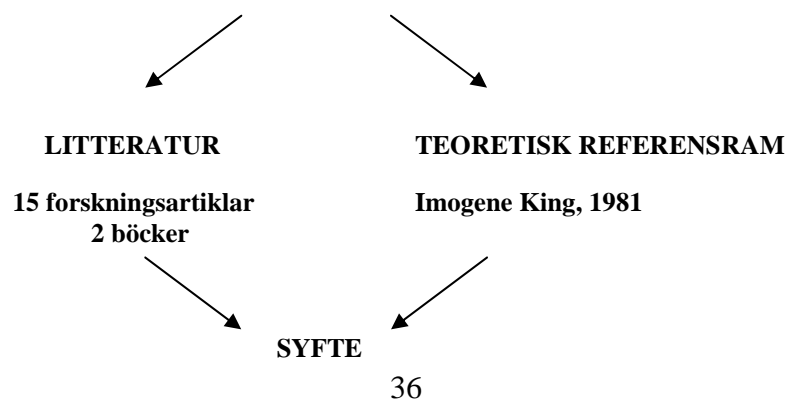 LITTERATUR
15 forskningsartiklar
2 böcker
TEORETISK REFERENSRAM
Imogene King, 1981
SYFTE
36